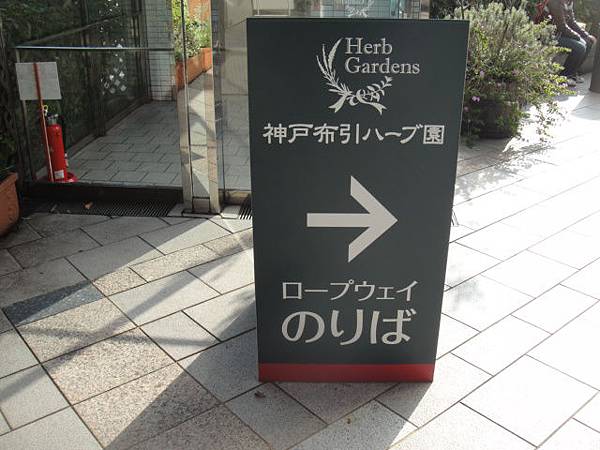 Herb
Gardens
神戸布引ハーブ園
→
ロープウェイ
のりば